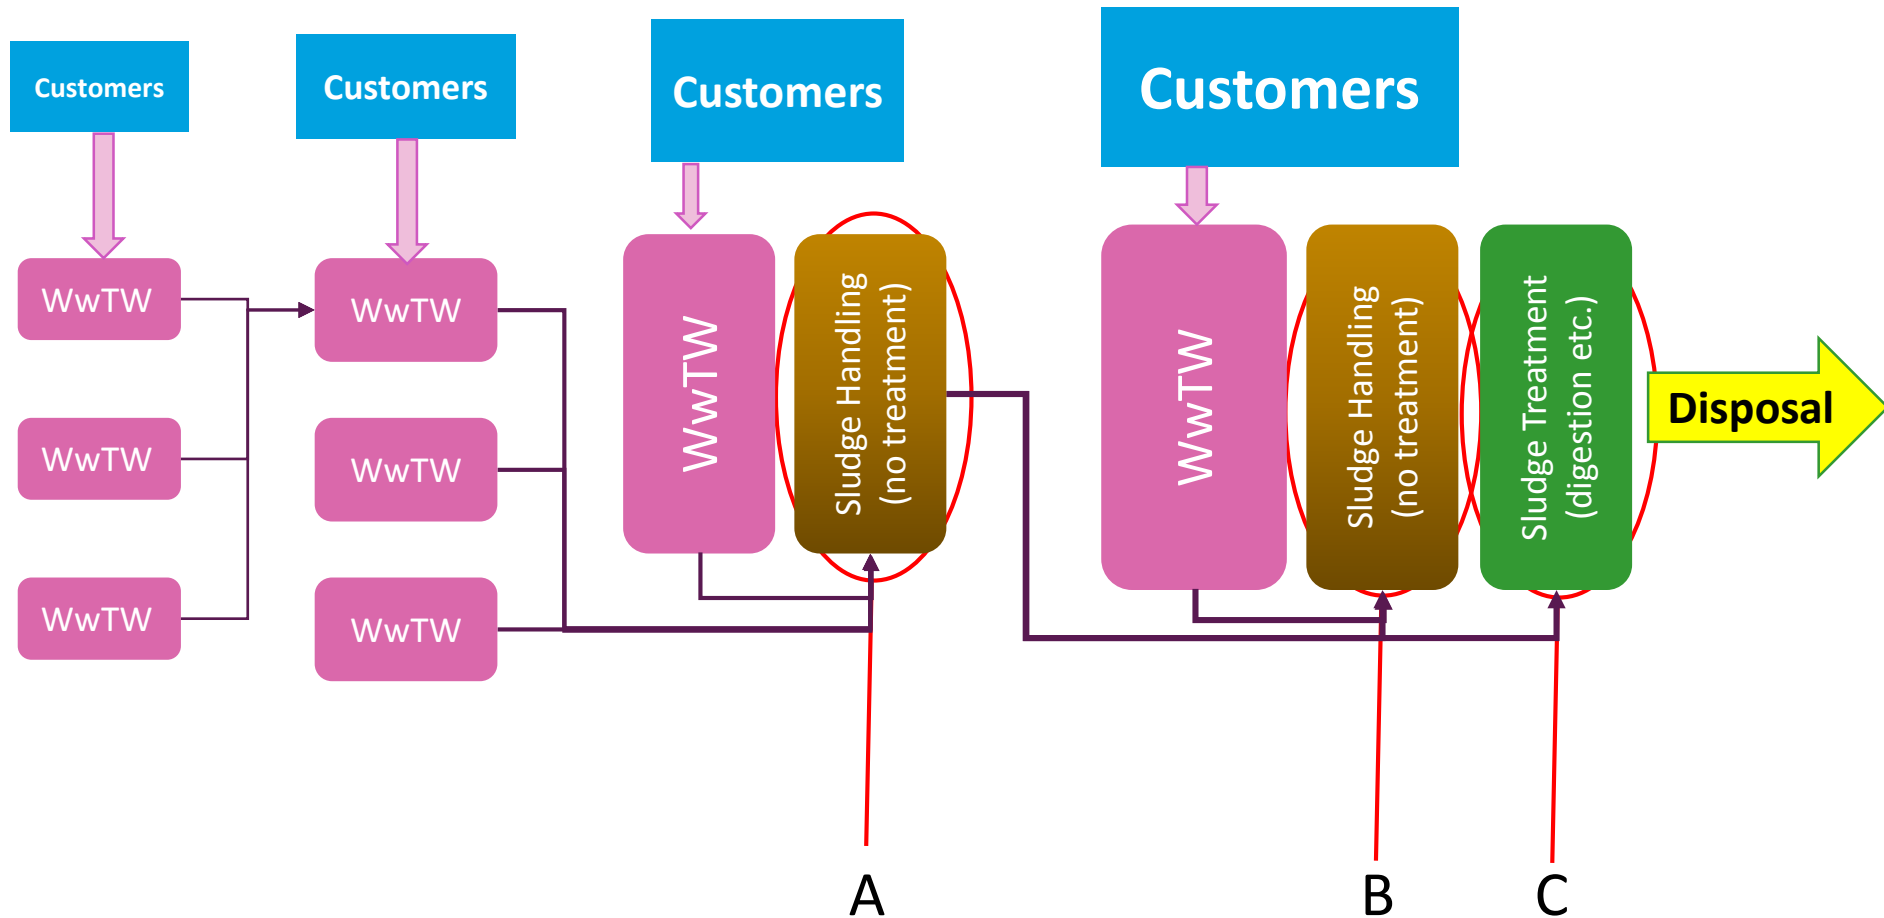 Customers
Customers
Customers
Customers
WwTW
WwTW
WwTW
WwTW
WwTW
WwTW
WwTW
Sludge Handling
(no treatment)
WwTW
Sludge Handling
(no treatment)
Sludge Treatment
(digestion etc.)
Disposal
A
B
C